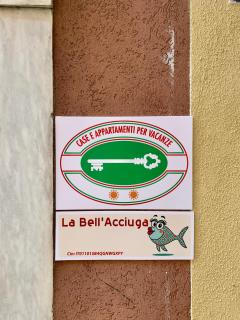 CASE E APPARTAMENTI PER VACANZE
La Bell'Acciuga